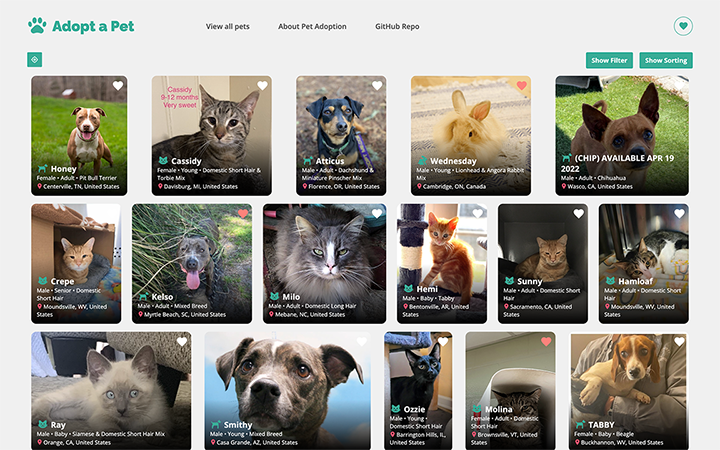 Adopt a Pet
View all pets
About Pet Adoption
GitHub Repo
Show Filter
Show Sorting
Cassidy
9-12 months
Very sweet
Honey
Female • Adult • Pit Bull Terrier
Centerville, TN, United States
Cassidy
Female • Young • Domestic Short Hair &
Torbie Mix
Davisburg, MI, United States
Atticus
Male • Adult • Dachshund &
Miniature Pinscher Mix
Florence, OR, United States
Wednesday
Male • Young • Lionhead & Angora Rabbit
Mix
Cambridge, ON, Canada
(CHIP) AVAILABLE APR 19
2022
Male • Adult • Chihuahua
Wasco, CA, United States
Crepe
Male • Senior • Domestic
Short Hair
Moundsville, WV, United
States
Kelso
Male • Adult • Mixed Breed
Myrtle Beach, SC, United States
Milo
Male • Adult • Domestic Long Hair
Mebane, NC, United States
Hemi
Male • Baby • Tabby
Bentonville, AR, United
States
Sunny
Male • Adult • Domestic
Short Hair
Sacramento, CA, United
States
Hamloaf
Male • Adult • Domestic
Short Hair
Moundsville, WV, United
States
Ray
Male • Baby • Siamese & Domestic Short Hair Mix
Orange, CA, United States
Smithy
Male • Young • Mixed Breed
Casa Grande, AZ, United States
Ozzie
Male • Young • Domestic
Short Hair
Barrington Hills, IL,
United States
Molina
Female • Adult • Domestic
Short Hair
Brownsville, VT, United
States
TABBY
Female • Baby • Beagle
Buckhannon, WV, United States